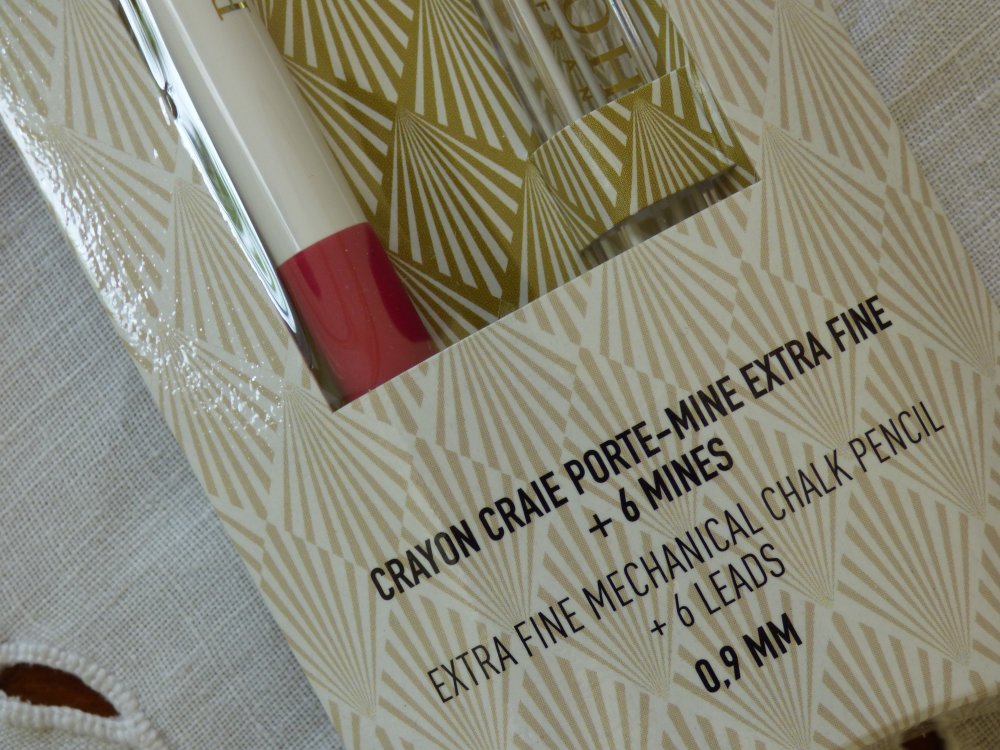 CRAYON CRAIE PORTE-MINE EXTRA FINE
+ 6 MINES
EXTRA FINE MECHANICAL CHALK PENCIL
+ 6 LEADS
0,9 MM